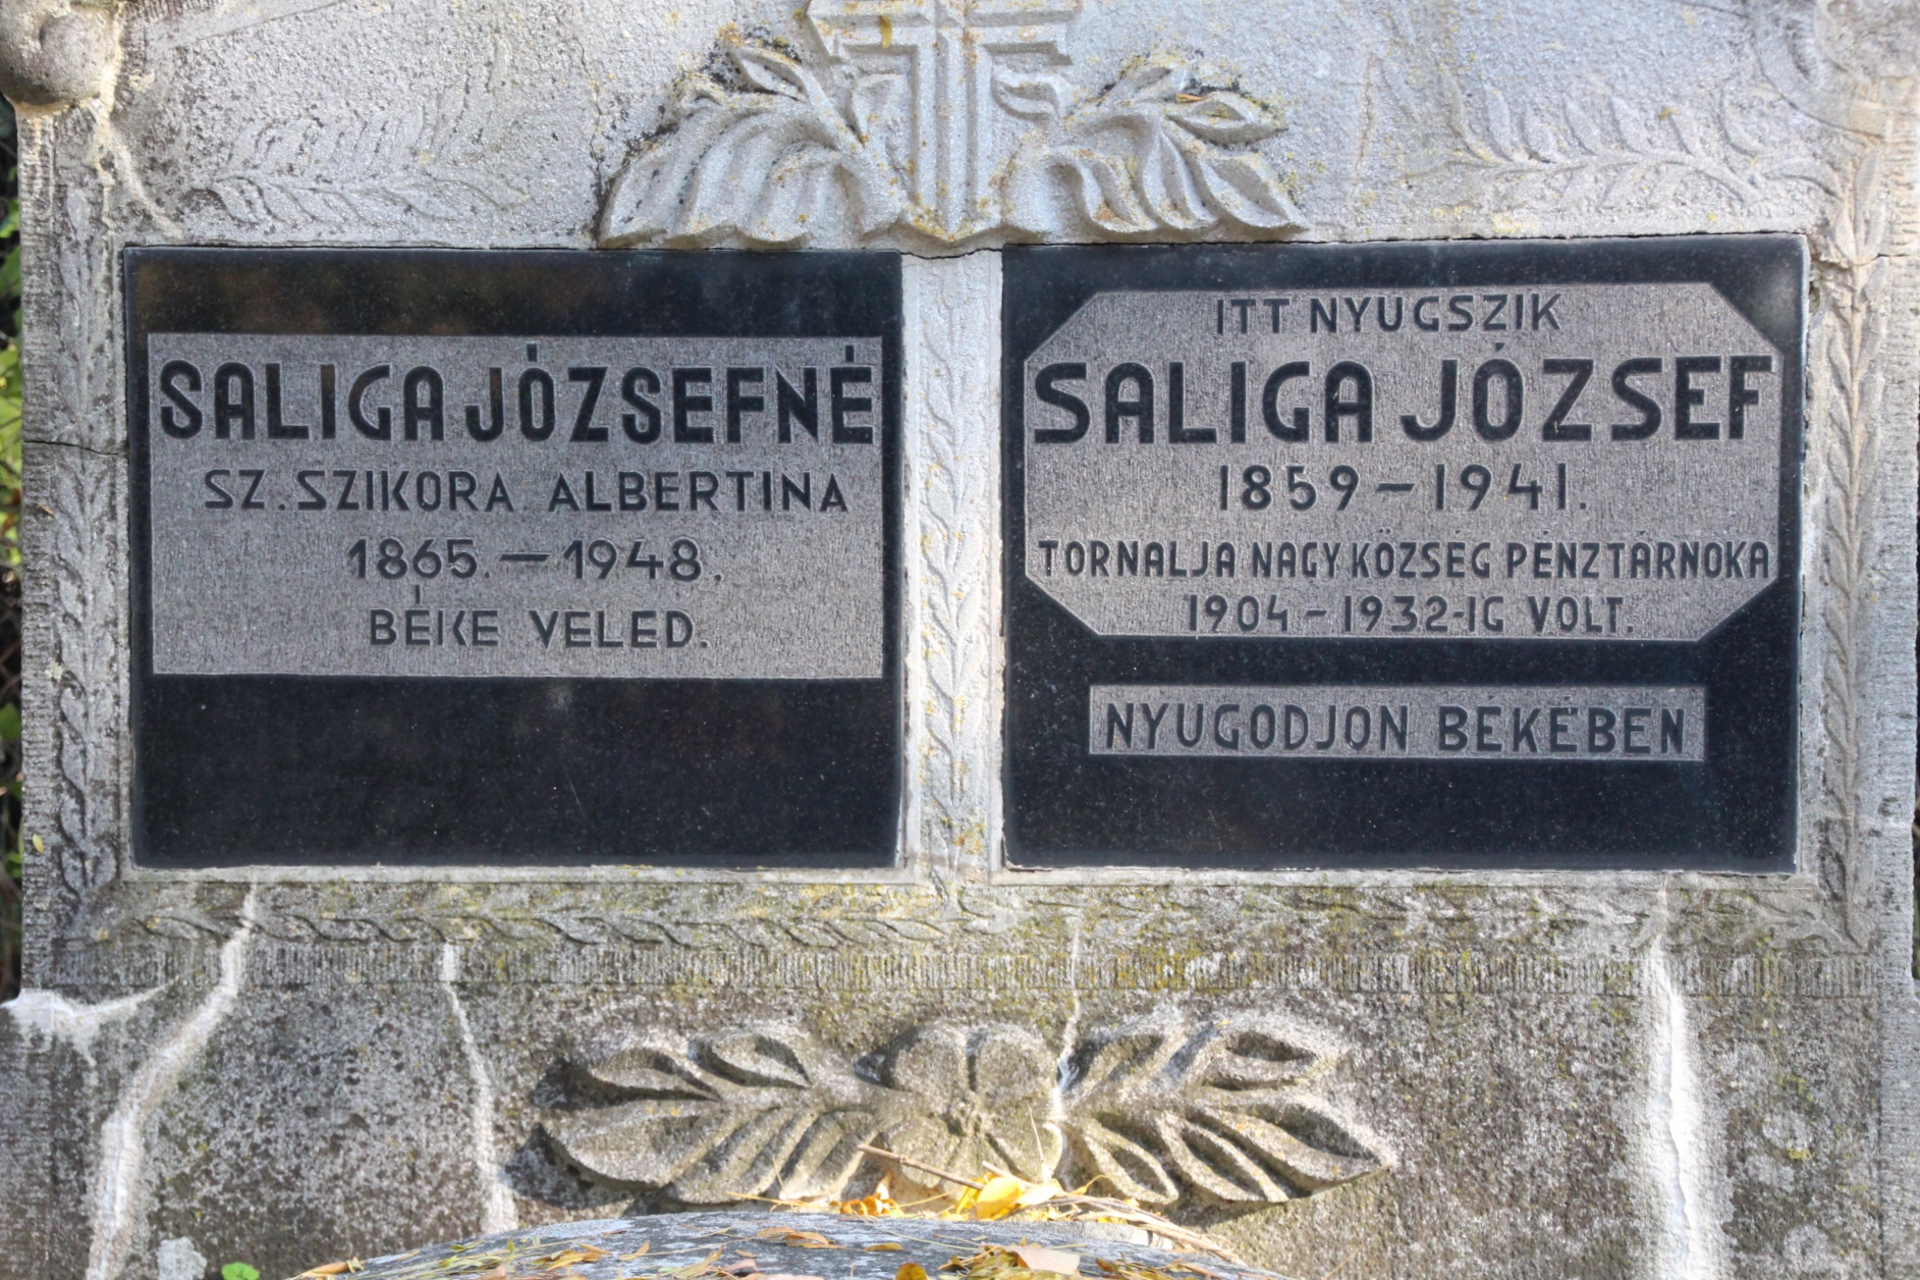 SALIGA JÓZSEFNÉ
SZ. SZIKORA ALBERTINA
1865. – 1948.
BÉKE VELED.
ITT NYUGSZIK
SALIGA JÓZSEF
1859 – 1941.
TORNALJA NAGYKÖZSÉG PÉNZTÁRNOKA
1904 – 1932-IG VOLT.
NYUGODJON BÉKÉBEN